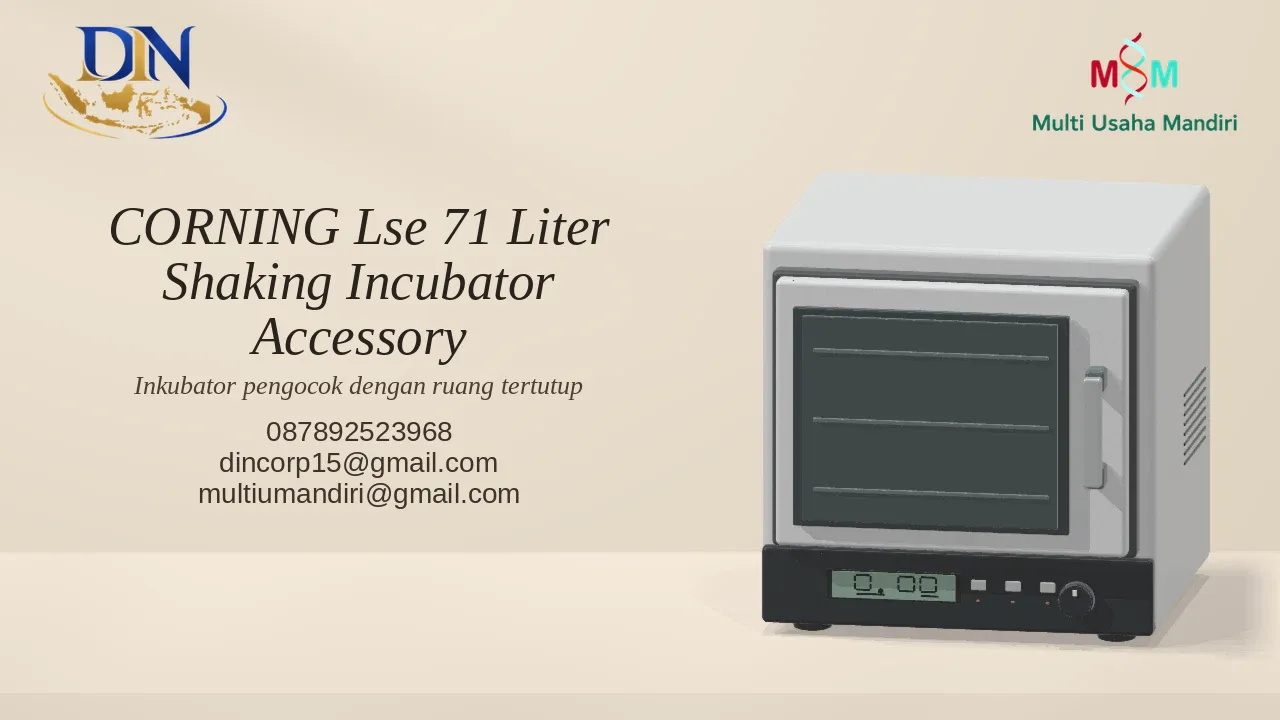 DN
M M
Multi Usaha Mandiri
CORNING Lse 71 Liter
Shaking Incubator
Accessory
Inkubator pengocok dengan ruang tertutup
087892523968
dincorp15@gmail.com
multiumandiri@gmail.com
0.00